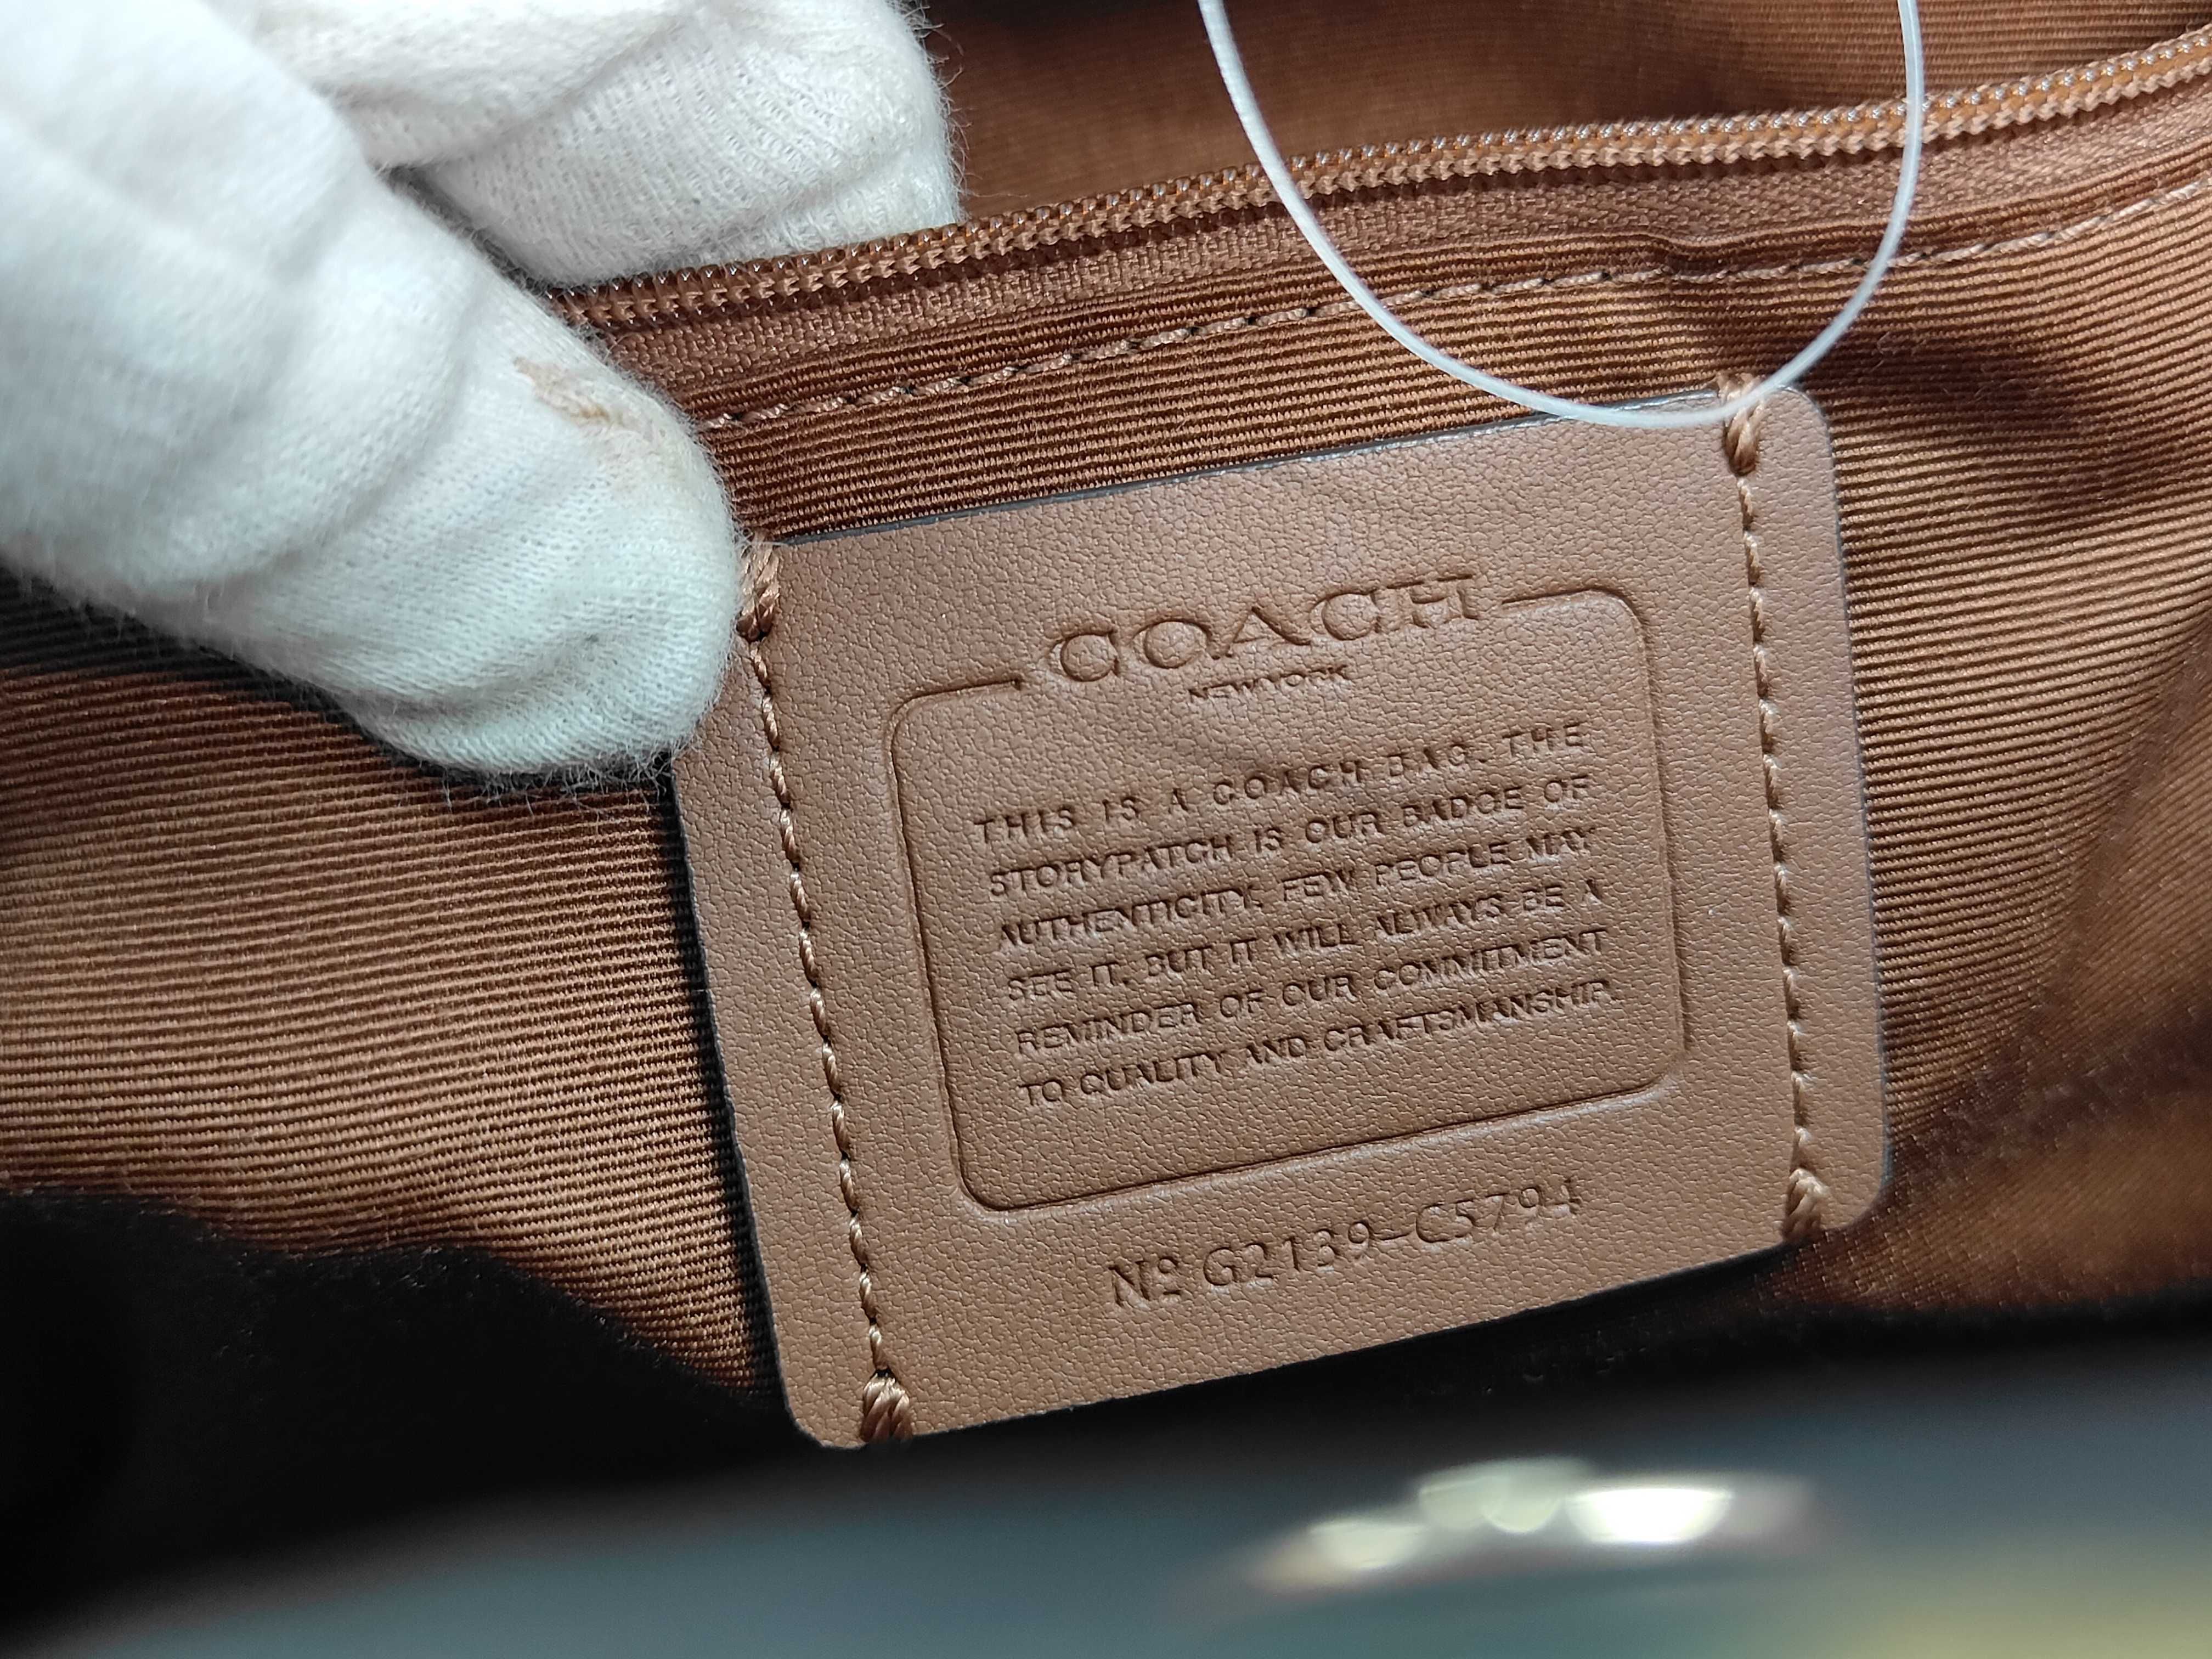 COACH
NEW YORK
THIS IS A COACH BAG. THE
STORYPATCH IS OUR BADGE OF
AUTHENTICITY. FEW PEOPLE MAY
SEE IT, BUT IT WILL ALWAYS BE A
REMINDER OF OUR COMMITMENT
TO QUALITY AND CRAFTSMANSHIP.
Nº G2139-C5794